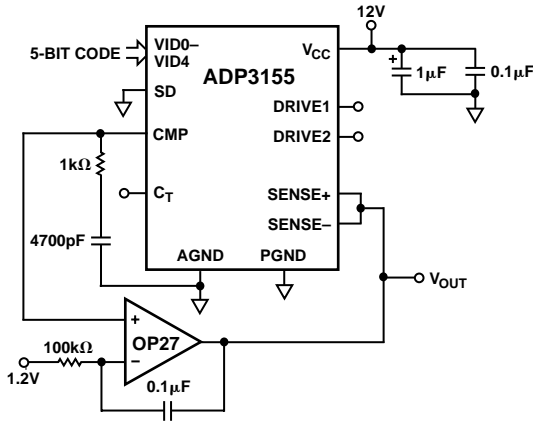 12V
5-BIT CODE
VID0–
VID4
VCC
ADP3155
1µF
0.1µF
+
SD
DRIVE1
CMP
DRIVE2
1kΩ
CT
SENSE+
SENSE–
4700pF
AGND
PGND
VOUT
+
OP27
100kΩ
–
1.2V
0.1µF